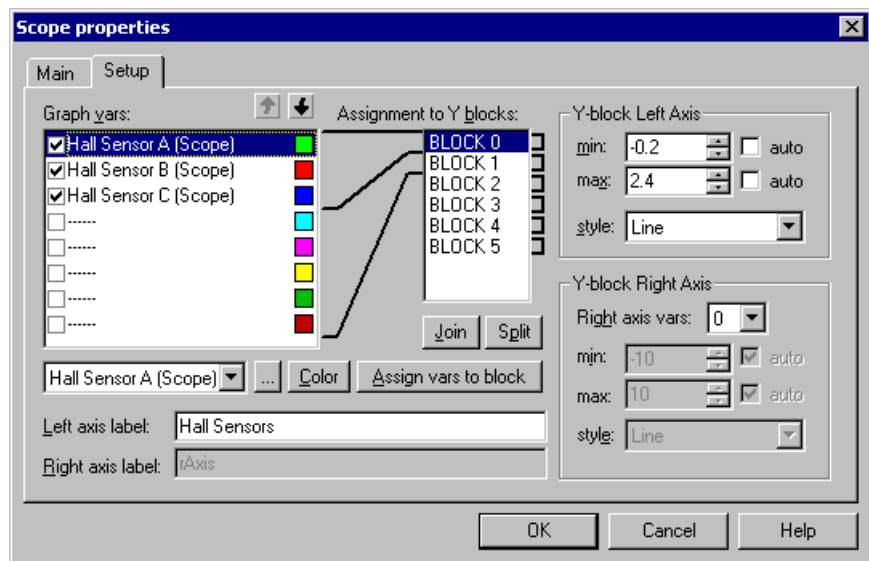 Scope properties
Main Setup
Graph vars: Assignment to Y blocks:
Hall Sensor A (Scope)
Hall Sensor B (Scope)
Hall Sensor C (Scope)
------
------
------
------
------
BLOCK 0
BLOCK 1
BLOCK 2
BLOCK 3
BLOCK 4
BLOCK 5
Join Split
Hall Sensor A (Scope) ... Color Assign vars to block
Left axis label: Hall Sensors
Right axis label: rAxis
Y-block Left Axis
min: -0.2 auto
max: 2.4 auto
style: Line
Y-block Right Axis
Right axis vars: 0
min: -10 auto
max: 10 auto
style: Line
OK Cancel Help